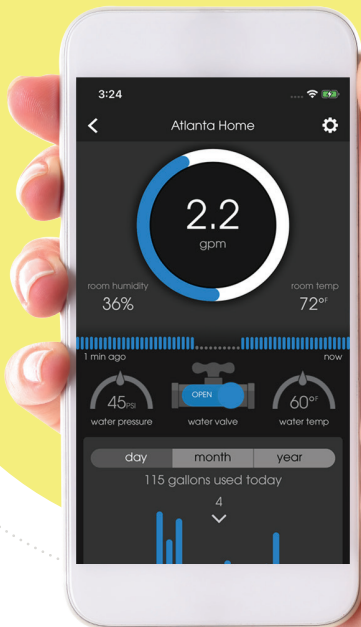 3:24
Atlanta Home
2.2
gpm
room humidity
36%
room temp
72°F
1 min ago
now
45PSI
water pressure
OPEN
water valve
60°F
water temp
day month year
115 gallons used today
4